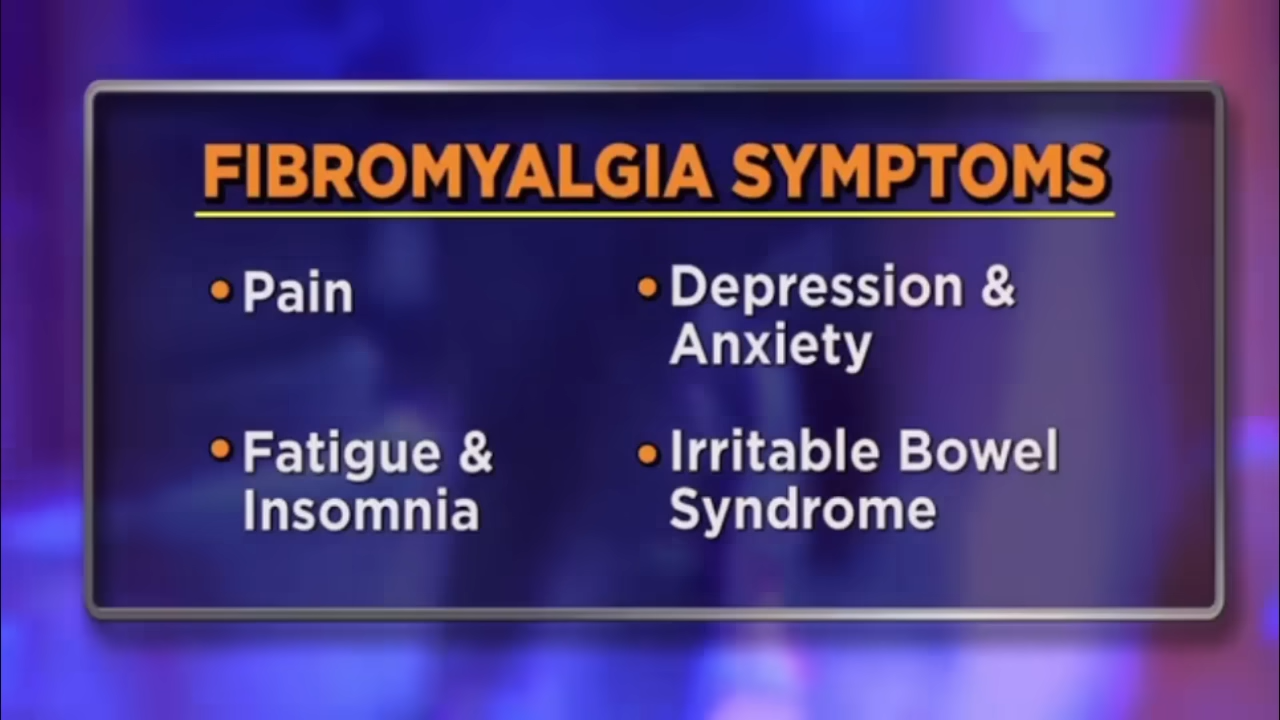 FIBROMYALGIA SYMPTOMS
• Pain
• Fatigue &
Insomnia
• Depression &
Anxiety
• Irritable Bowel
Syndrome